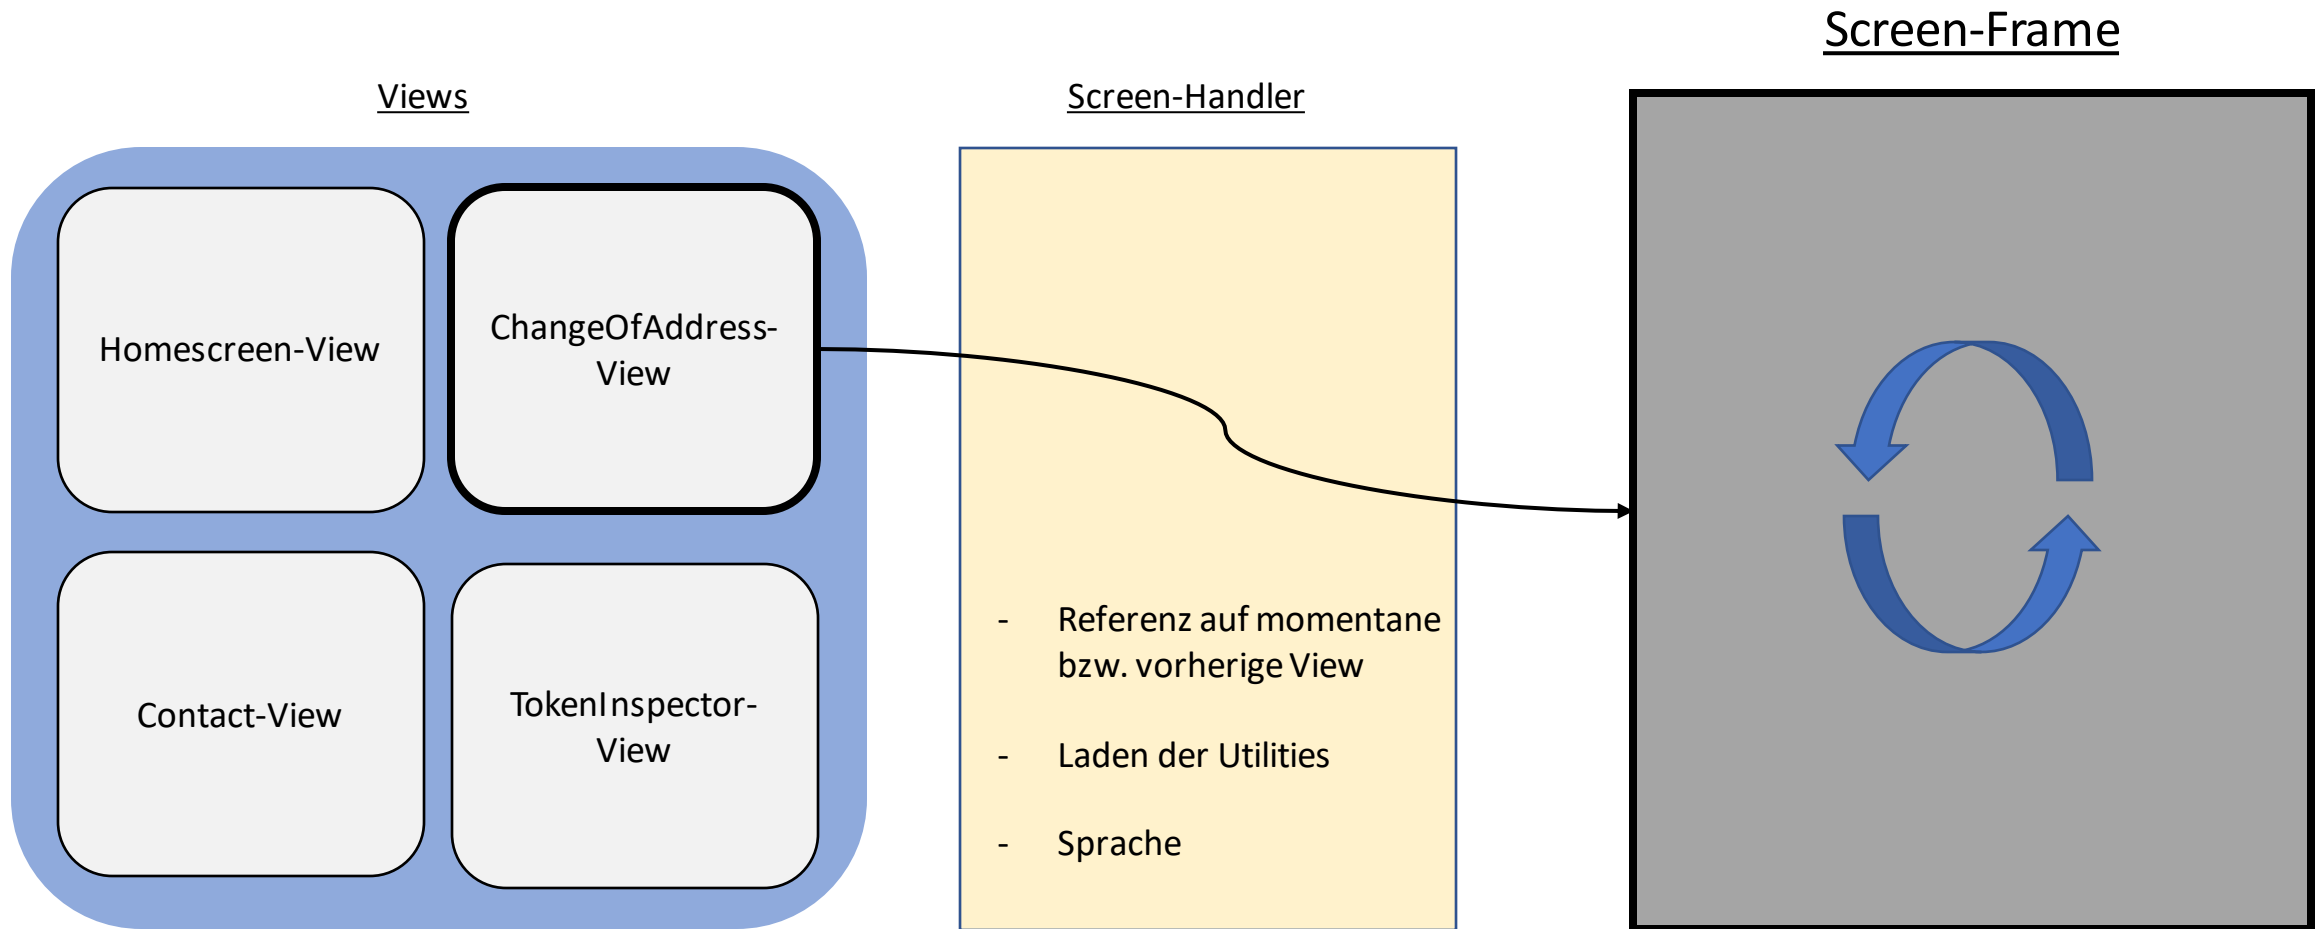 Screen-Frame
Views
Screen-Handler
Homescreen-View
ChangeOfAddress-
View
Contact-View
TokenInspector-
View
- Referenz auf momentane
bzw. vorherige View
- Laden der Utilities
- Sprache